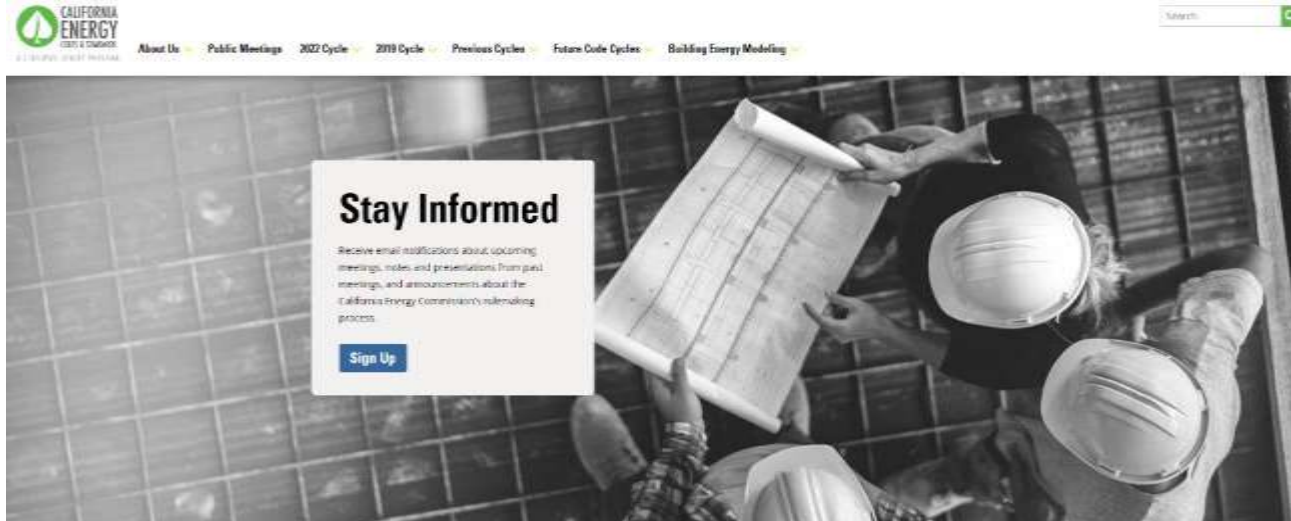 CALIFORNIA
ENERGY
CODES & STANDARDS
Search
About Us Public Meetings 2022 Cycle 2019 Cycle Previous Cycles Future Code Cycles Building Energy Modeling
Stay Informed
Receive email notifications about upcoming
meetings, notes and presentations from past
meetings, and announcements about the
California Energy Commission's rulemaking
process.
Sign Up